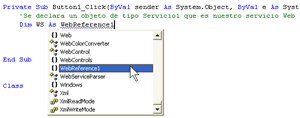 Private Sub Button1_Click(ByVal sender As System.Object, ByVal e As Syst
'Se declara un objeto de tipo Servicio1 que es nuestro servicio Web
Dim WS As WebReference1
Web
WebColorConverter
WebControl
WebControls
End Sub
WebReference1
WebServiceParser
Windows
Class
Xml
XmlReadMode
XmlWriteMode